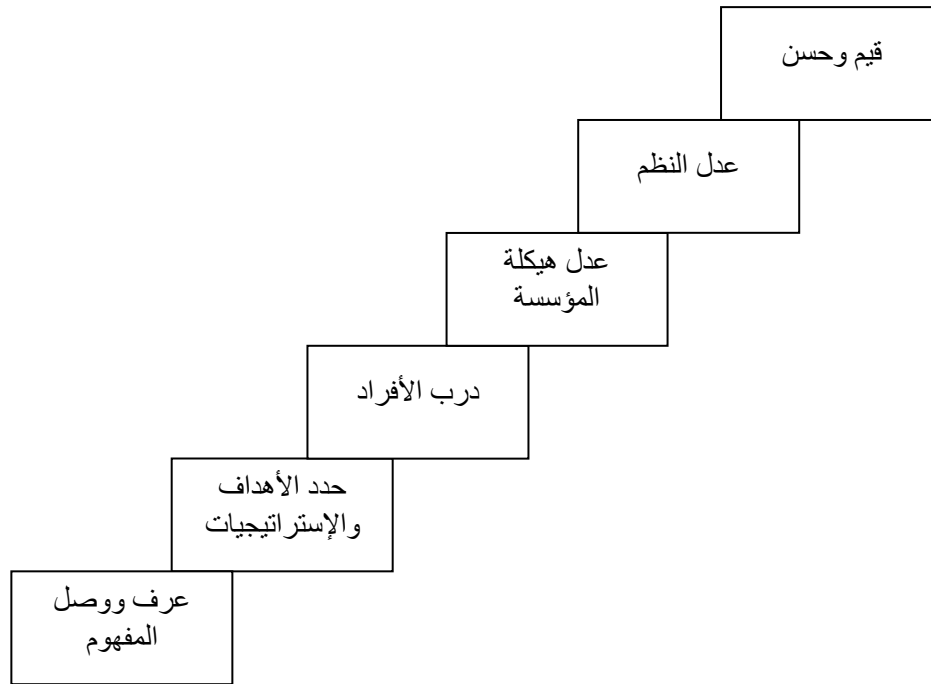 قيم وحسن
عدل النظم
عدل هيكلة
المؤسسة
درب الأفراد
حدد الأهداف
والإستراتيجيات
عرف ووصل
المفهوم